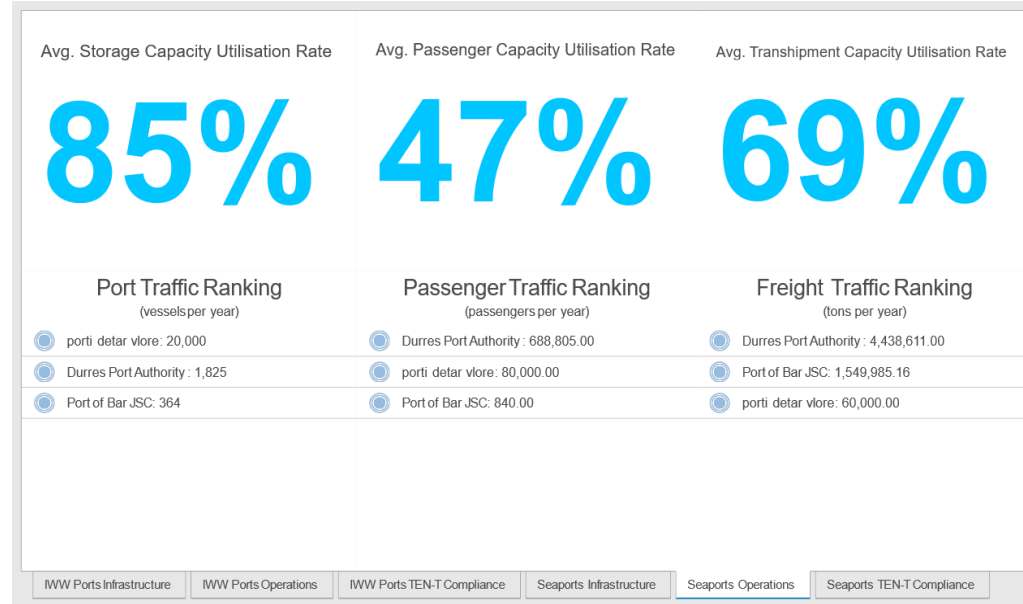 Avg. Storage Capacity Utilisation Rate
85%
Avg. Passenger Capacity Utilisation Rate
47%
Avg. Transhipment Capacity Utilisation Rate
69%
Port Traffic Ranking
(vessels per year)
porti detar vlore: 20,000
Durres Port Authority : 1,825
Port of Bar JSC: 364
Passenger Traffic Ranking
(passengers per year)
Durres Port Authority : 688,805.00
porti detar vlore: 80,000.00
Port of Bar JSC: 840.00
Freight Traffic Ranking
(tons per year)
Durres Port Authority : 4,438,611.00
Port of Bar JSC: 1,549,985.16
porti detar vlore: 60,000.00
IWW Ports Infrastructure
IWW Ports Operations
IWW Ports TEN-T Compliance
Seaports Infrastructure
Seaports Operations
Seaports TEN-T Compliance